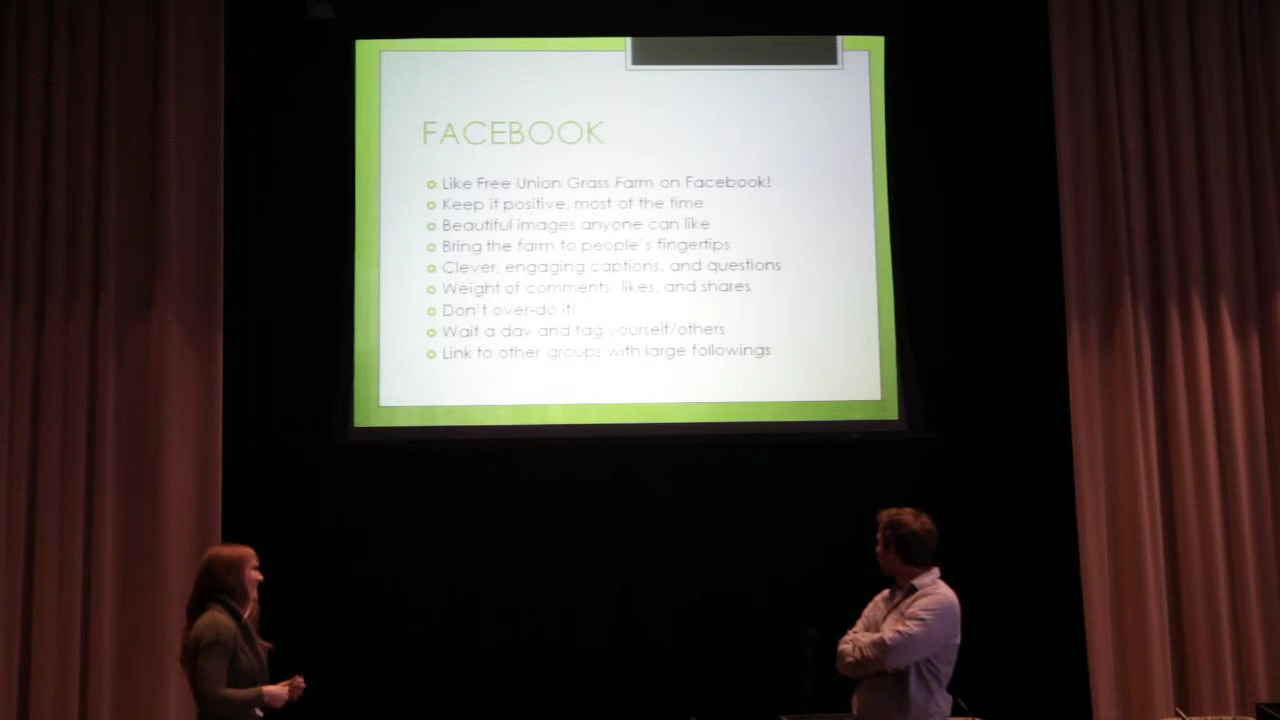 FACEBOOK
Like Free Union Grass Farm on Facebook!
Keep it positive, most of the time
Beautiful images anyone can like
Bring the farm to people's fingertips
Clever, engaging captions, and questions
Weight of comments, likes, and shares
Don't over-do it!
Wait a day and tag yourself/others
Link to other groups with large followings